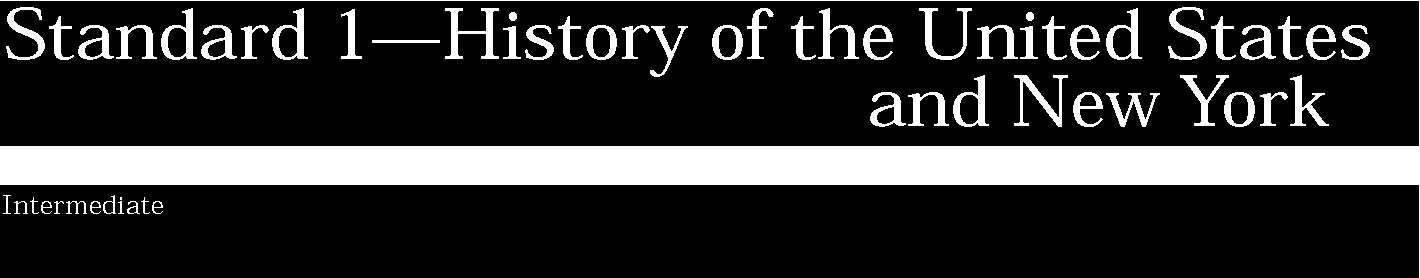 Standard 1—History of the United States
and New York
Intermediate